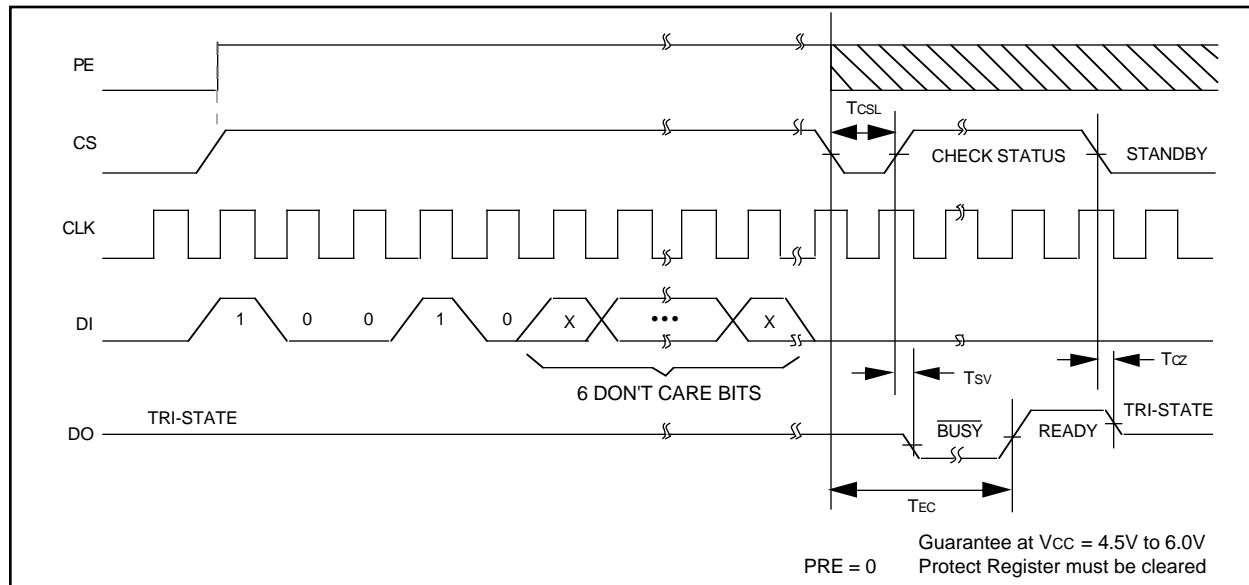 PE
TCSL
CS
CHECK STATUS
STANDBY
CLK
DI
1
0
0
1
0
X
•••
X
6 DON'T CARE BITS
TSV
TCZ
TRI-STATE
DO
BUSY
READY
TRI-STATE
TEC
Guarantee at VCC = 4.5V to 6.0V
PRE = 0 Protect Register must be cleared